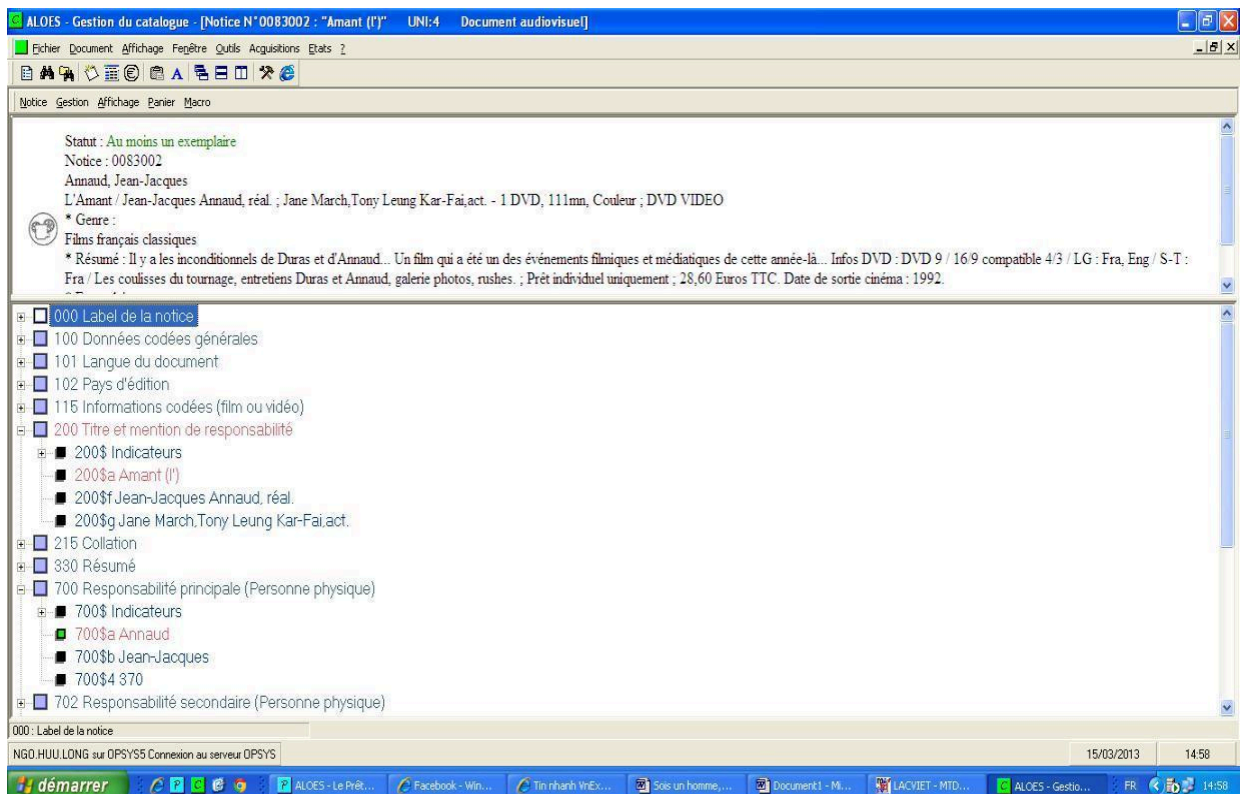 ALOES - Gestion du catalogue - [Notice N°0083002 : "Amant (l')" UNI:4 Document audiovisuel]
Fichier Document Affichage Fenêtre Outils Acquisitions Etats ?
Notice Gestion Affichage Panier Macro
Statut : Au moins un exemplaire
Notice : 0083002
Annaud, Jean-Jacques
L'Amant / Jean-Jacques Annaud, réal. ; Jane March,Tony Leung Kar-Fai,act. - 1 DVD, 111mn, Couleur ; DVD VIDEO
* Genre :
Films français classiques
* Résumé : Il y a les inconditionnels de Duras et d'Annaud... Un film qui a été un des événements filmiques et médiatiques de cette année-là... Infos DVD : DVD 9 / 16/9 compatible 4/3 / LG : Fra, Eng / S-T :
Fra / Les coulisses du tournage, entretiens Duras et Annaud, galerie photos, rushes. ; Prêt individuel uniquement ; 28,60 Euros TTC. Date de sortie cinéma : 1992.
000 Label de la notice
100 Données codées générales
101 Langue du document
102 Pays d'édition
115 Informations codées (film ou vidéo)
200 Titre et mention de responsabilité
200$ Indicateurs
200$a Amant (l')
200$f Jean-Jacques Annaud, réal.
200$g Jane March,Tony Leung Kar-Fai,act.
215 Collation
330 Résumé
700 Responsabilité principale (Personne physique)
700$ Indicateurs
700$a Annaud
700$b Jean-Jacques
700$4 370
702 Responsabilité secondaire (Personne physique)
000 : Label de la notice
NGO.HUU.LONG sur OPSYS5 Connexion au serveur OPSYS 15/03/2013 14:58
démarrer ALOES - Le Prêt... Facebook - Win... Tin nhanh VnEx... Sois un homme,... Document1 - Mi... LACVIET - MTD... ALOES - Gestio... FR 14:58